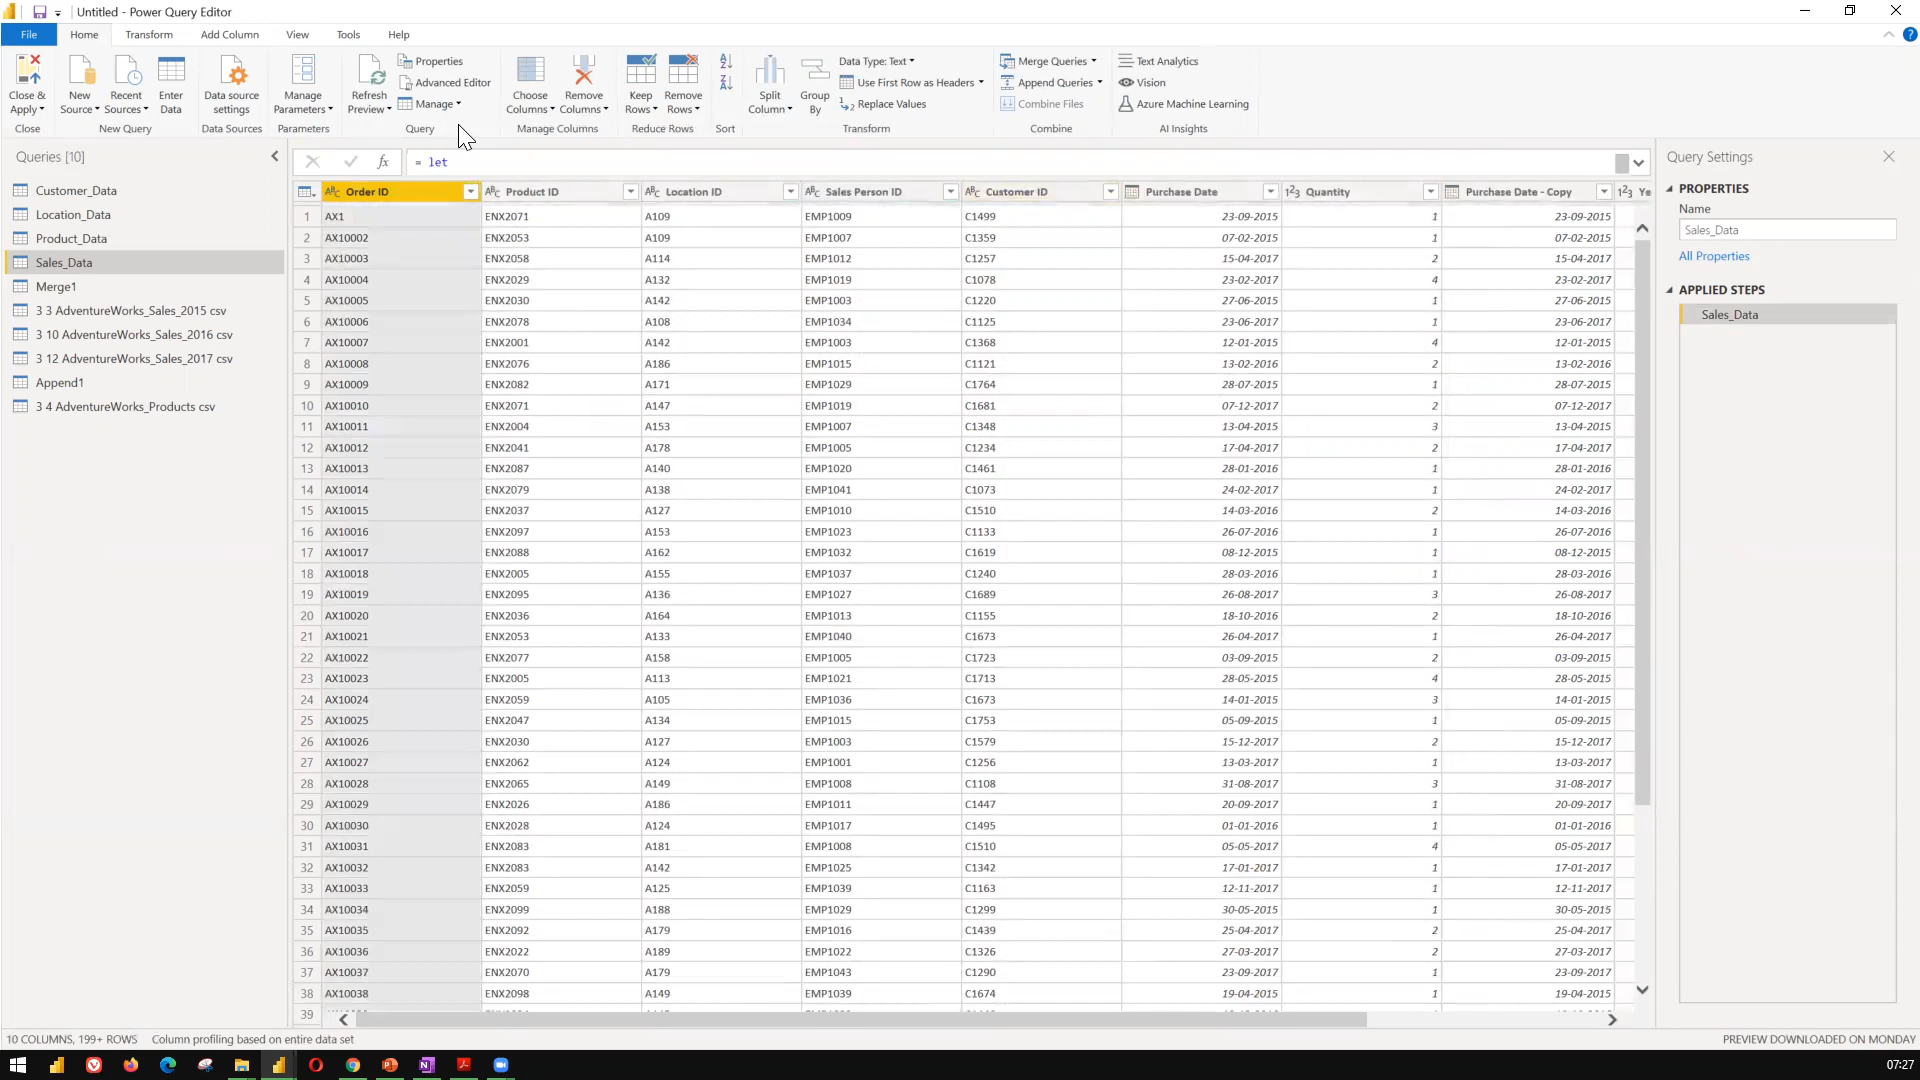 Untitled - Power Query Editor
File Home Transform Add Column View Tools Help
Close & Apply
Close
New Source
Recent Sources
Enter Data
New Query
Data source settings
Data Sources
Manage Parameters
Parameters
Refresh Preview
Properties
Advanced Editor
Manage
Query
Choose Columns
Remove Columns
Manage Columns
Keep Rows
Remove Rows
Reduce Rows
Sort
Split Column
Group By
Data Type: Text
Use First Row as Headers
Replace Values
Transform
Merge Queries
Append Queries
Combine Files
Combine
Text Analytics
Vision
Azure Machine Learning
AI Insights
Queries [10]
Customer_Data
Location_Data
Product_Data
Sales_Data
Merge1
3 3 AdventureWorks_Sales_2015 csv
3 10 AdventureWorks_Sales_2016 csv
3 12 AdventureWorks_Sales_2017 csv
Append1
3 4 AdventureWorks_Products csv
fx = let
Order ID Product ID Location ID Sales Person ID Customer ID Purchase Date Quantity Purchase Date - Copy Ye
1 AX1 ENX2071 A109 EMP1009 C1499 23-09-2015 1 23-09-2015
2 AX10002 ENX2053 A109 EMP1007 C1359 07-02-2015 1 07-02-2015
3 AX10003 ENX2058 A114 EMP1012 C1257 15-04-2017 2 15-04-2017
4 AX10004 ENX2029 A132 EMP1019 C1078 23-02-2017 4 23-02-2017
5 AX10005 ENX2030 A142 EMP1003 C1220 27-06-2015 1 27-06-2015
6 AX10006 ENX2078 A108 EMP1034 C1125 23-06-2017 1 23-06-2017
7 AX10007 ENX2001 A142 EMP1003 C1368 12-01-2015 4 12-01-2015
8 AX10008 ENX2076 A186 EMP1015 C1121 13-02-2016 2 13-02-2016
9 AX10009 ENX2082 A171 EMP1029 C1764 28-07-2015 1 28-07-2015
10 AX10010 ENX2071 A147 EMP1019 C1681 07-12-2017 2 07-12-2017
11 AX10011 ENX2004 A153 EMP1007 C1348 13-04-2015 3 13-04-2015
12 AX10012 ENX2041 A178 EMP1005 C1234 17-04-2017 2 17-04-2017
13 AX10013 ENX2087 A140 EMP1020 C1461 28-01-2016 1 28-01-2016
14 AX10014 ENX2079 A138 EMP1041 C1073 24-02-2017 1 24-02-2017
15 AX10015 ENX2037 A127 EMP1010 C1510 14-03-2016 2 14-03-2016
16 AX10016 ENX2097 A153 EMP1023 C1133 26-07-2016 1 26-07-2016
17 AX10017 ENX2088 A162 EMP1032 C1619 08-12-2015 1 08-12-2015
18 AX10018 ENX2005 A155 EMP1037 C1240 28-03-2016 1 28-03-2016
19 AX10019 ENX2095 A136 EMP1027 C1689 26-08-2017 3 26-08-2017
20 AX10020 ENX2036 A164 EMP1013 C1155 18-10-2016 2 18-10-2016
21 AX10021 ENX2053 A133 EMP1040 C1673 26-04-2017 1 26-04-2017
22 AX10022 ENX2077 A158 EMP1005 C1723 03-09-2015 2 03-09-2015
23 AX10023 ENX2005 A113 EMP1021 C1713 28-05-2015 4 28-05-2015
24 AX10024 ENX2059 A105 EMP1036 C1673 14-01-2015 3 14-01-2015
25 AX10025 ENX2047 A134 EMP1015 C1753 05-09-2015 1 05-09-2015
26 AX10026 ENX2030 A127 EMP1003 C1579 15-12-2017 2 15-12-2017
27 AX10027 ENX2062 A124 EMP1001 C1256 13-03-2017 1 13-03-2017
28 AX10028 ENX2065 A149 EMP1008 C1108 31-08-2017 3 31-08-2017
29 AX10029 ENX2026 A186 EMP1011 C1447 20-09-2017 1 20-09-2017
30 AX10030 ENX2028 A124 EMP1017 C1495 01-01-2016 1 01-01-2016
31 AX10031 ENX2083 A181 EMP1008 C1510 05-05-2017 4 05-05-2017
32 AX10032 ENX2083 A142 EMP1025 C1342 17-01-2017 1 17-01-2017
33 AX10033 ENX2059 A125 EMP1039 C1163 12-11-2017 1 12-11-2017
34 AX10034 ENX2099 A188 EMP1029 C1299 30-05-2015 1 30-05-2015
35 AX10035 ENX2092 A179 EMP1016 C1439 25-04-2017 2 25-04-2017
36 AX10036 ENX2022 A189 EMP1022 C1326 27-03-2017 2 27-03-2017
37 AX10037 ENX2070 A179 EMP1043 C1290 23-09-2017 1 23-09-2017
38 AX10038 ENX2098 A149 EMP1039 C1674 19-04-2015 1 19-04-2015
39
Query Settings
PROPERTIES
Name
Sales_Data
All Properties
APPLIED STEPS
Sales_Data
10 COLUMNS, 199+ ROWS Column profiling based on entire data set PREVIEW DOWNLOADED ON MONDAY
07:27